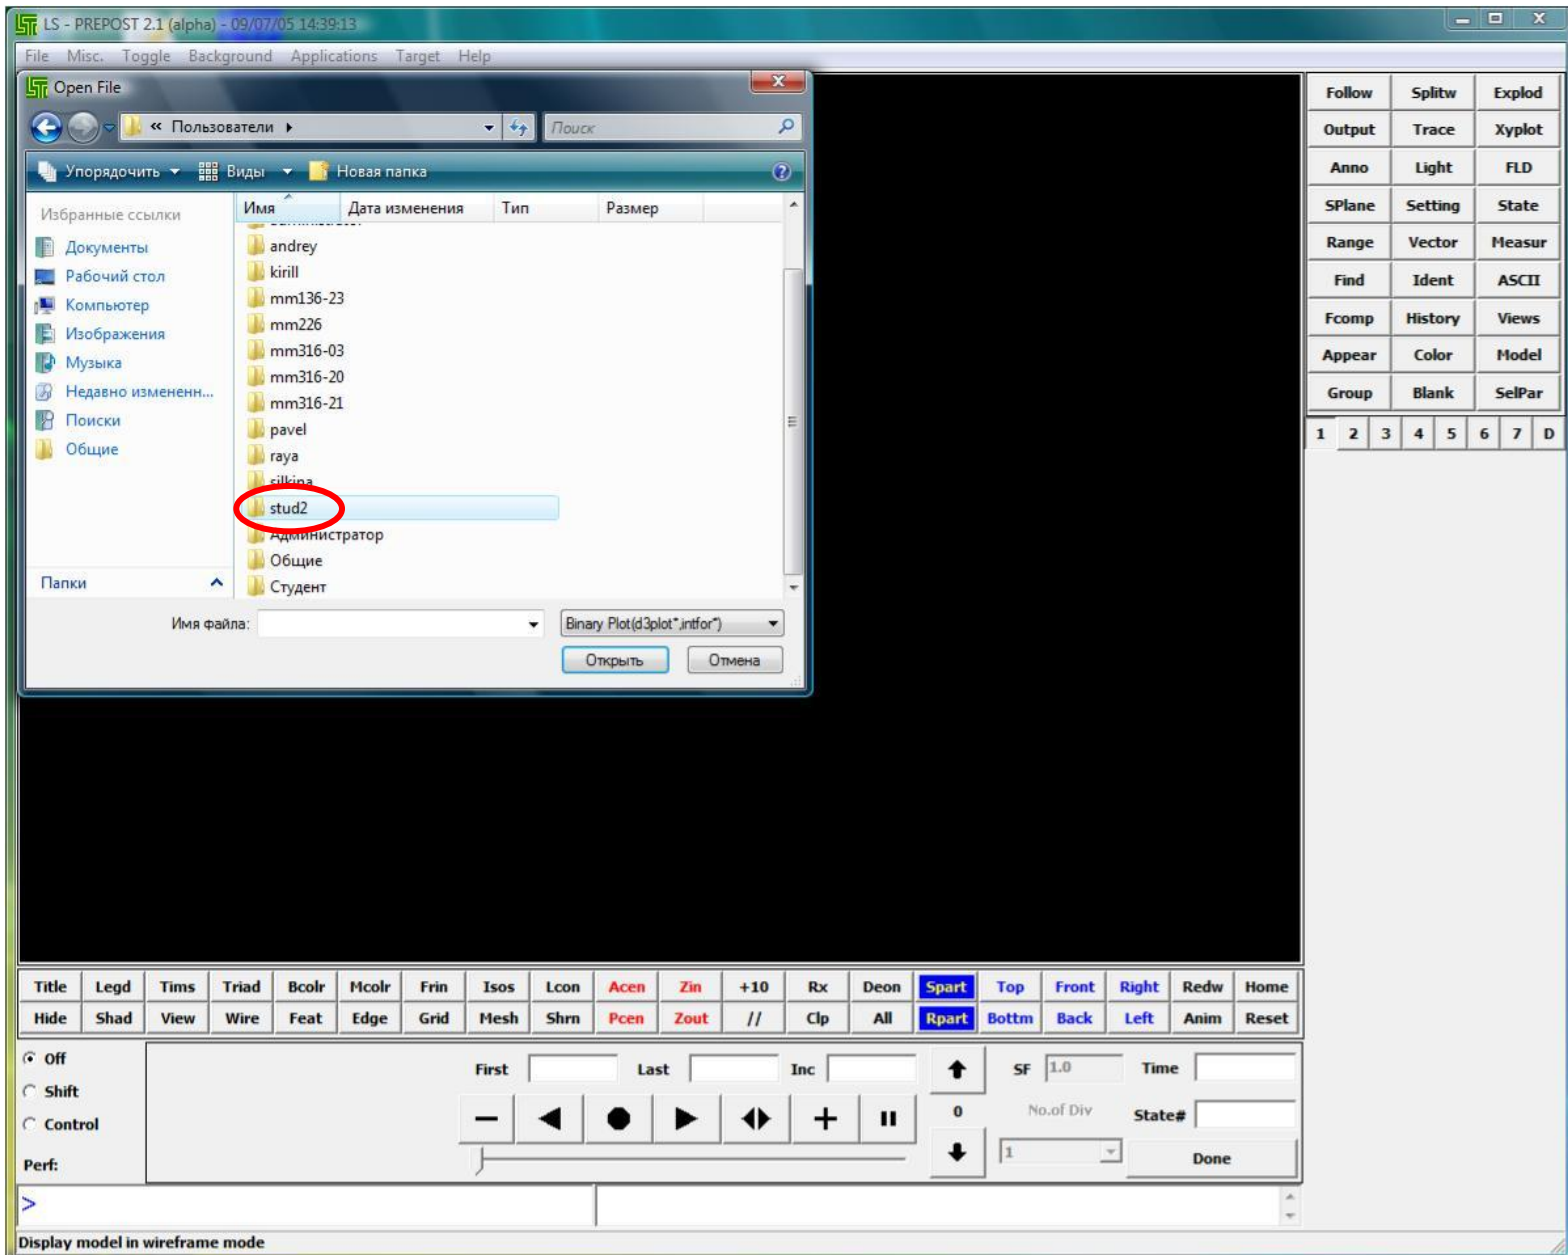 LS - PREPOST 2.1 (alpha) - 09/07/05 14:39:13
File Misc. Toggle Background Applications Target Help
Open File
« Пользователи
Поиск
Упорядочить Виды Новая папка
Избранные ссылки
Документы
Рабочий стол
Компьютер
Изображения
Музыка
Недавно измененн...
Поиски
Общие
Папки
Имя Дата изменения Тип Размер
andrey
kirill
mm136-23
mm226
mm316-03
mm316-20
mm316-21
pavel
raya
silkina
stud2
Администратор
Общие
Студент
Имя файла: Binary Plot(d3plot*,intfor*)
Открыть Отмена
Follow Splitw Explod
Output Trace Xyplot
Anno Light FLD
SPlane Setting State
Range Vector Measur
Find Ident ASCII
Fcomp History Views
Appear Color Model
Group Blank SelPar
1 2 3 4 5 6 7 D
Title Legd Tims Triad Bcolr Mcolr Frin Isos Lcon Acen Zin +10 Rx Deon Spart Top Front Right Redw Home
Hide Shad View Wire Feat Edge Grid Mesh Shrn Pcen Zout // Clp All Rpart Bottm Back Left Anim Reset
Off
Shift
Control
Perf:
First Last Inc SF 1.0 Time
0 No.of Div State#
1 Done
>
Display model in wireframe mode